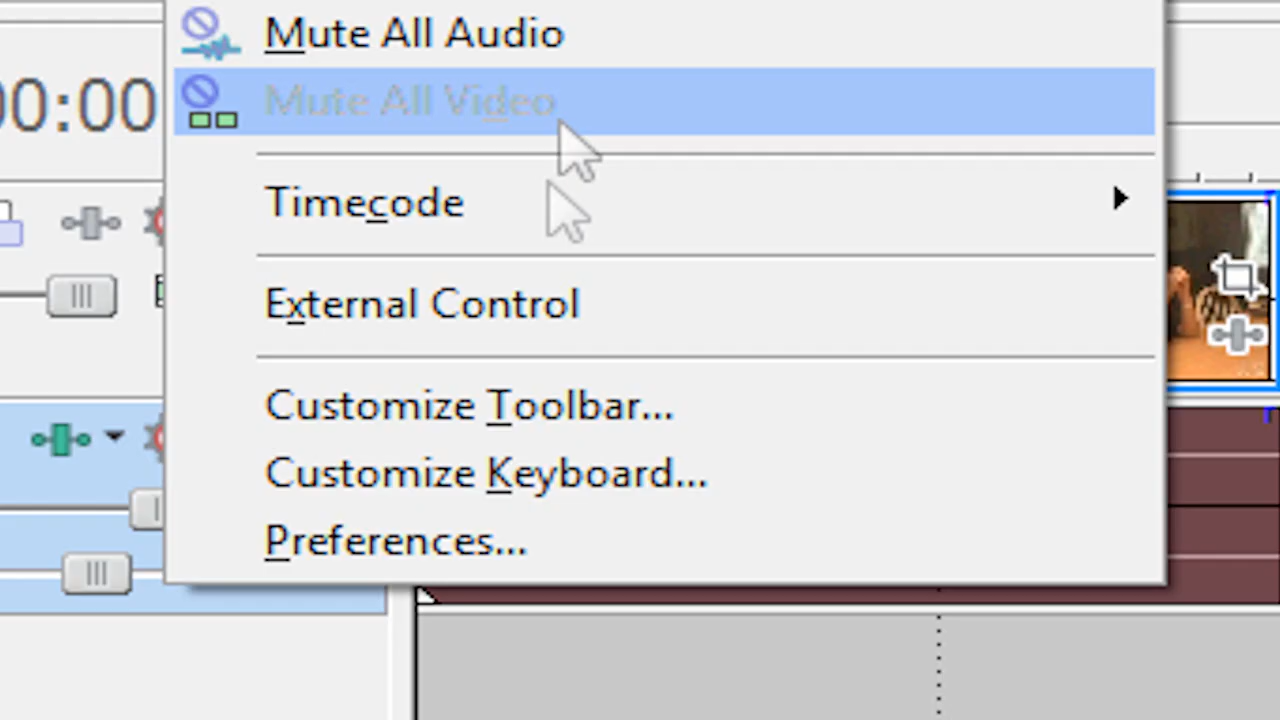 Mute All Audio
Mute All Video
00:00
Timecode
External Control
Customize Toolbar...
Customize Keyboard...
Preferences...